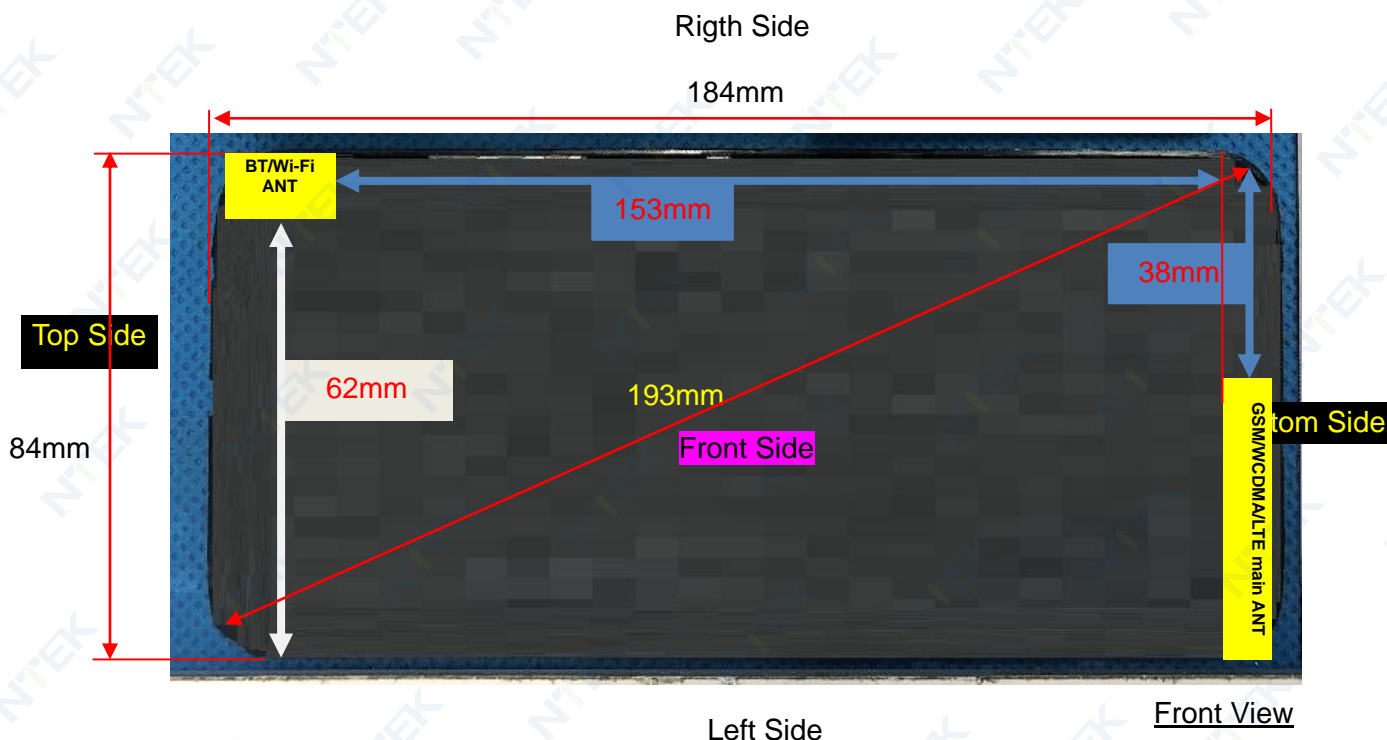 Rigth Side
184mm
BT/Wi-Fi
ANT
153mm
38mm
Top Side
62mm
193mm
84mm
Front Side
GSM/WCDMA/LTE main ANT
tom Side
Front View
Left Side
NTEK